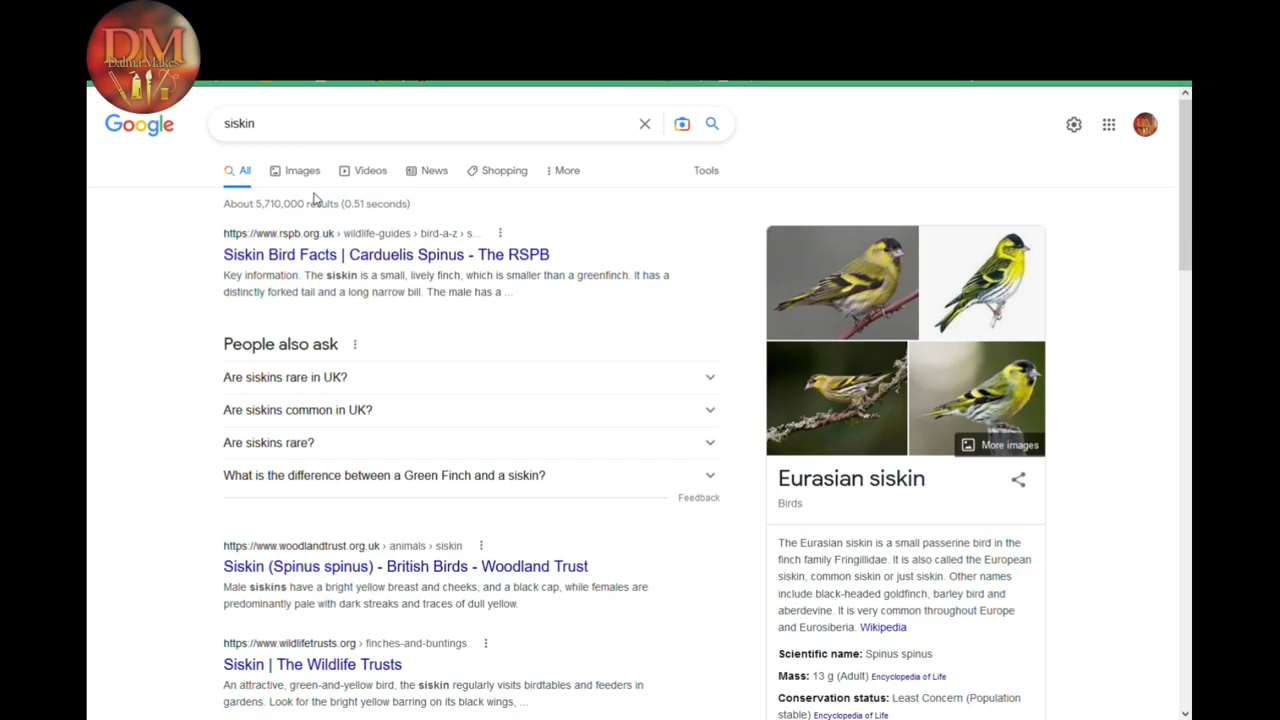 DM
DalmaMakes
Google
siskin
All
Images
Videos
News
Shopping
More
Tools
About 5,710,000 results (0.51 seconds)
https://www.rspb.org.uk › wildlife-guides › bird-a-z › s...
Siskin Bird Facts | Carduelis Spinus - The RSPB
Key information. The siskin is a small, lively finch, which is smaller than a greenfinch. It has a
distinctly forked tail and a long narrow bill. The male has a ...
People also ask
Are siskins rare in UK?
Are siskins common in UK?
Are siskins rare?
What is the difference between a Green Finch and a siskin?
Feedback
https://www.woodlandtrust.org.uk › animals › siskin
Siskin (Spinus spinus) - British Birds - Woodland Trust
Male siskins have a bright yellow breast and cheeks, and a black cap, while females are
predominantly pale with dark streaks and traces of dull yellow.
https://www.wildlifetrusts.org › finches-and-buntings
Siskin | The Wildlife Trusts
An attractive, green-and-yellow bird, the siskin regularly visits birdtables and feeders in
gardens. Look for the bright yellow barring on its black wings, ...
More images
Eurasian siskin
Birds
The Eurasian siskin is a small passerine bird in the
finch family Fringillidae. It is also called the European
siskin, common siskin or just siskin. Other names
include black-headed goldfinch, barley bird and
aberdevine. It is very common throughout Europe
and Eurosiberia. Wikipedia
Scientific name: Spinus spinus
Mass: 13 g (Adult) Encyclopedia of Life
Conservation status: Least Concern (Population
stable) Encyclopedia of Life